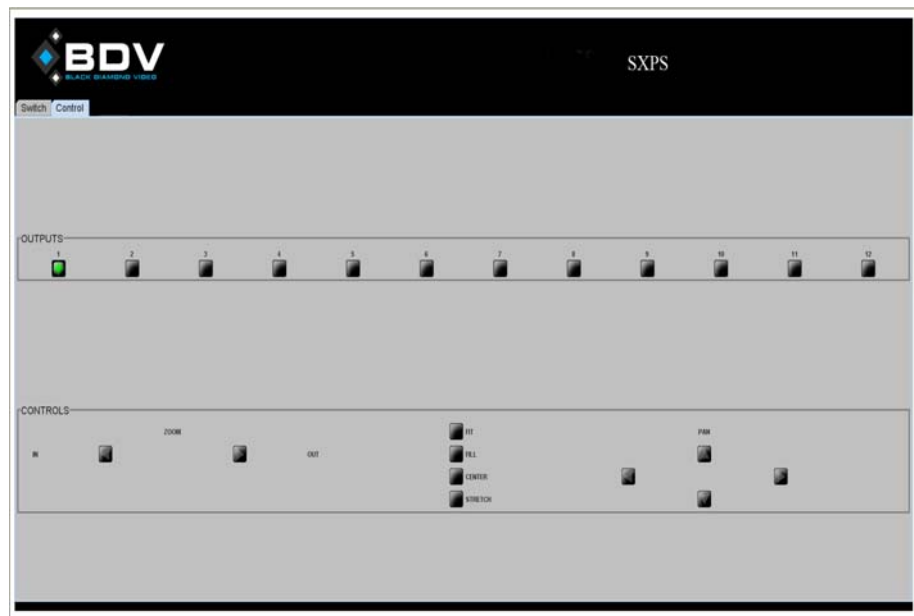 BDV
BLACK DIAMOND VIDEO
SXPS
Switch Control
OUTPUTS
1 2 3 4 5 6 7 8 9 10 11 12
CONTROLS
ZOOM
IN OUT
FIT
FILL
CENTER
STRETCH
PAN